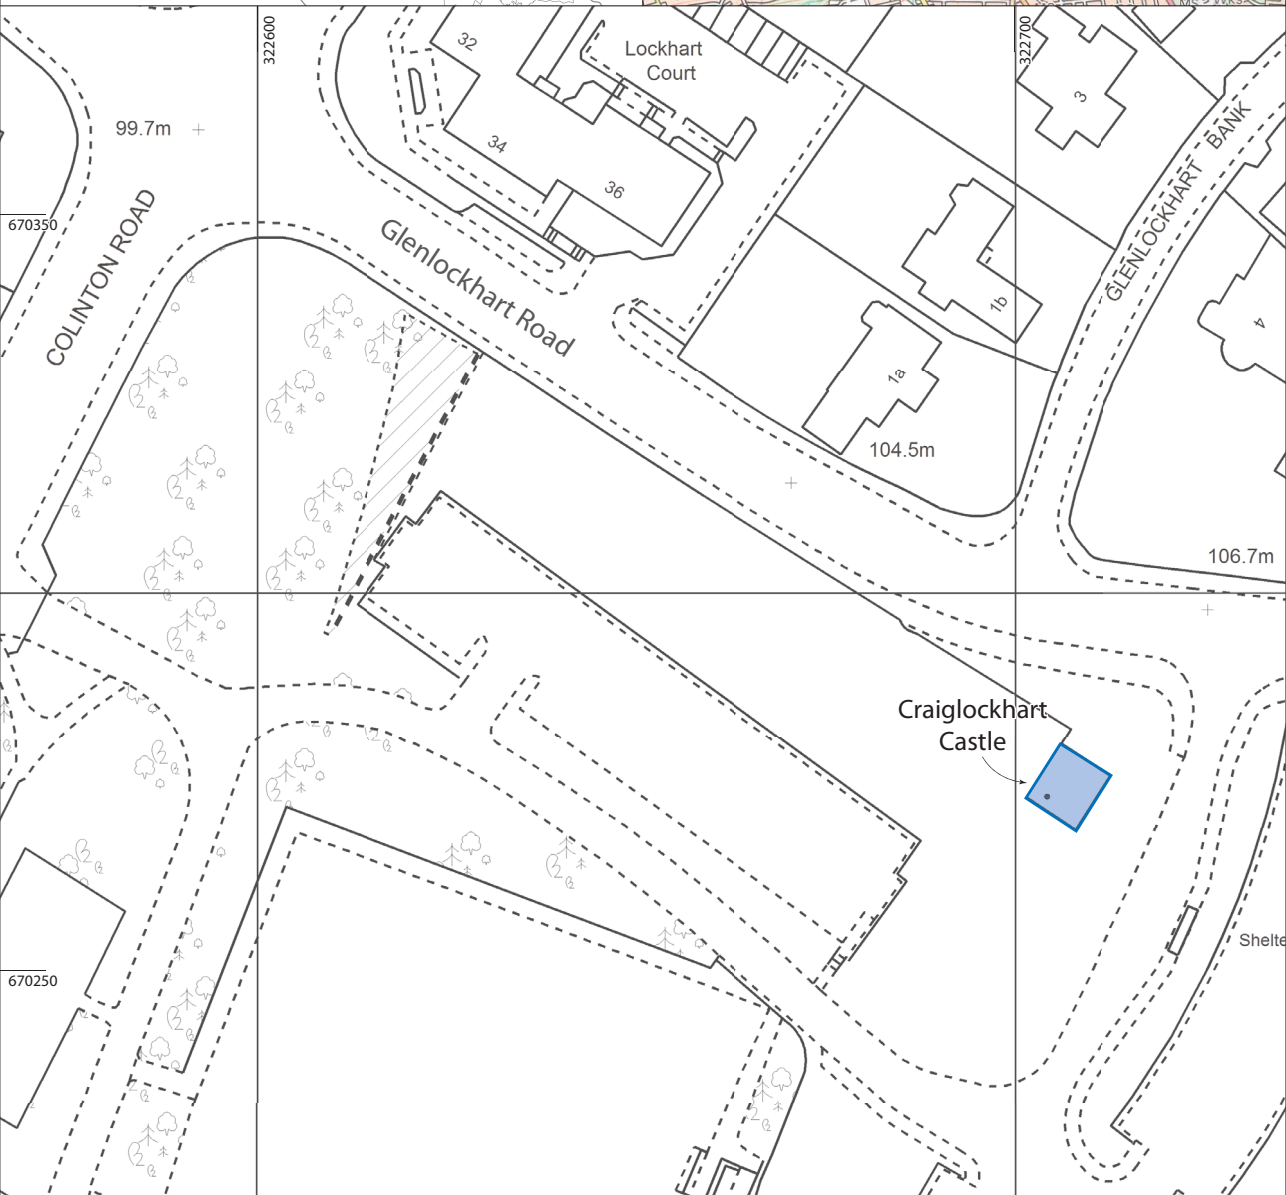 322600
322700
32
Lockhart
Court
3
99.7m
34
36
GLENLOCKHART BANK
670350
COLINTON ROAD
Glenlockhart Road
1b
4
1a
104.5m
106.7m
Craiglockhart
Castle
Shelte
670250